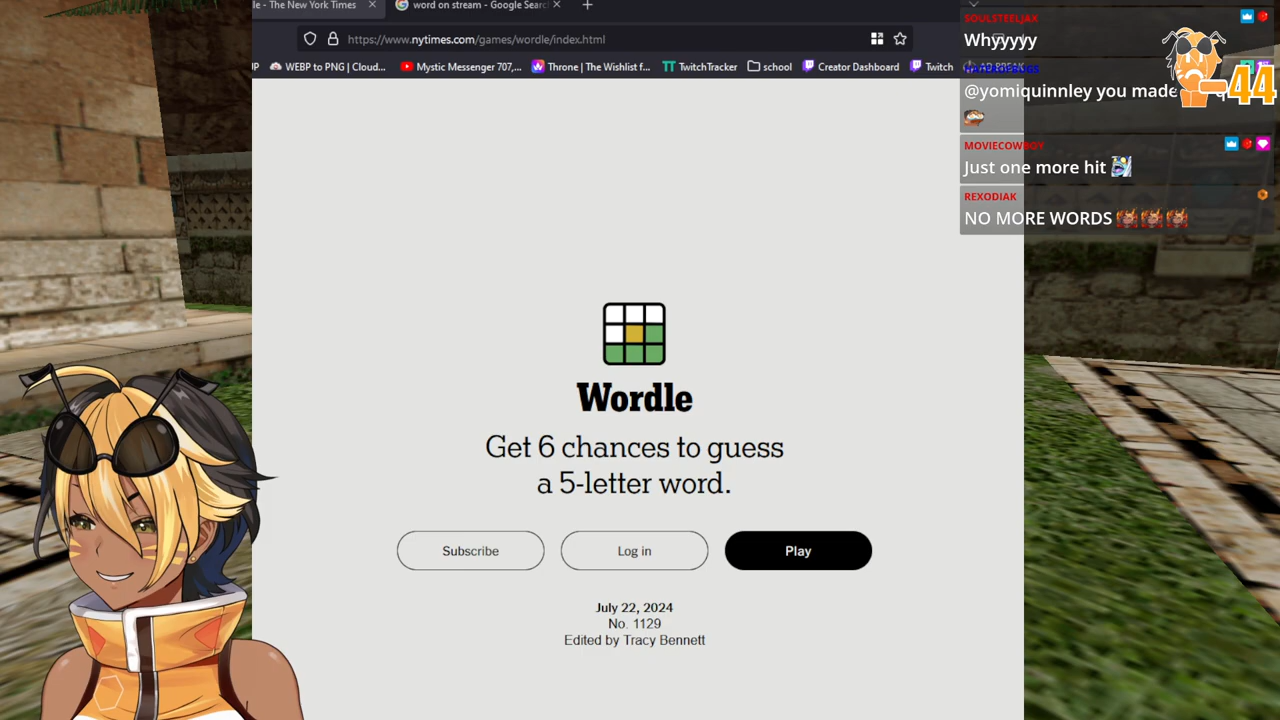 le - The New York Times
word on stream - Google Searc
https://www.nytimes.com/games/wordle/index.html
P WEBP to PNG | Cloud... Mystic Messenger 707,... Throne | The Wishlist f... TwitchTracker school Creator Dashboard Twitch
SOULSTEELJAX
Whyyyyy
@yomiquinnley you made
-44
MOVIECOWBOY
Just one more hit
REXODIAK
NO MORE WORDS
Wordle
Get 6 chances to guess
a 5-letter word.
Subscribe
Log in
Play
July 22, 2024
No. 1129
Edited by Tracy Bennett